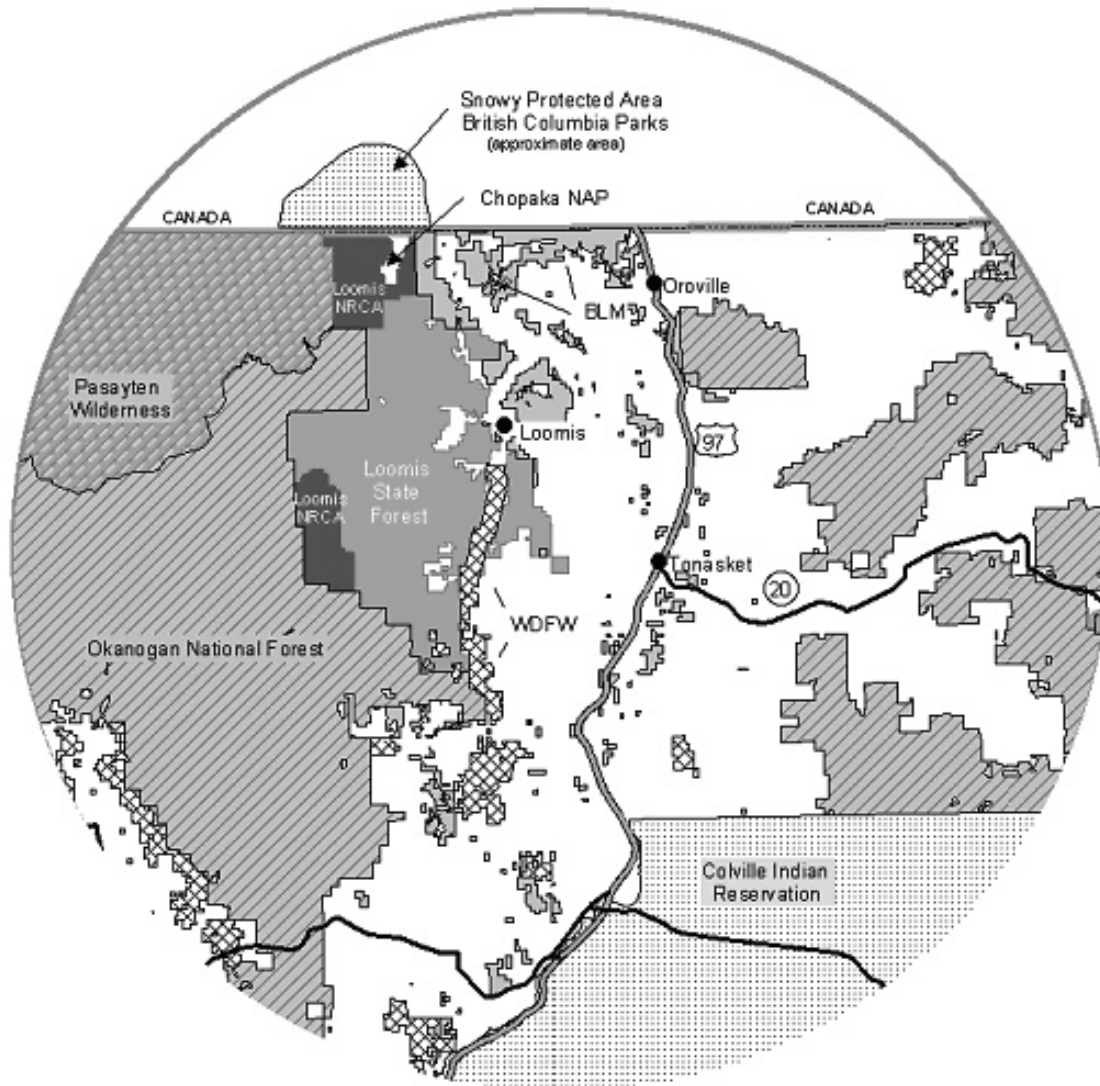 Snowy Protected Area
British Columbia Parks
(approximate area)
Chopaka NAP
CANADA
CANADA
Loomis
NRCA
Oroville
BLM
Pasayten
Wilderness
Loomis
97
Loomis
State
Forest
Loomis
NRCA
Tonasket
20
WDFW
Okanogan National Forest
Colville Indian
Reservation